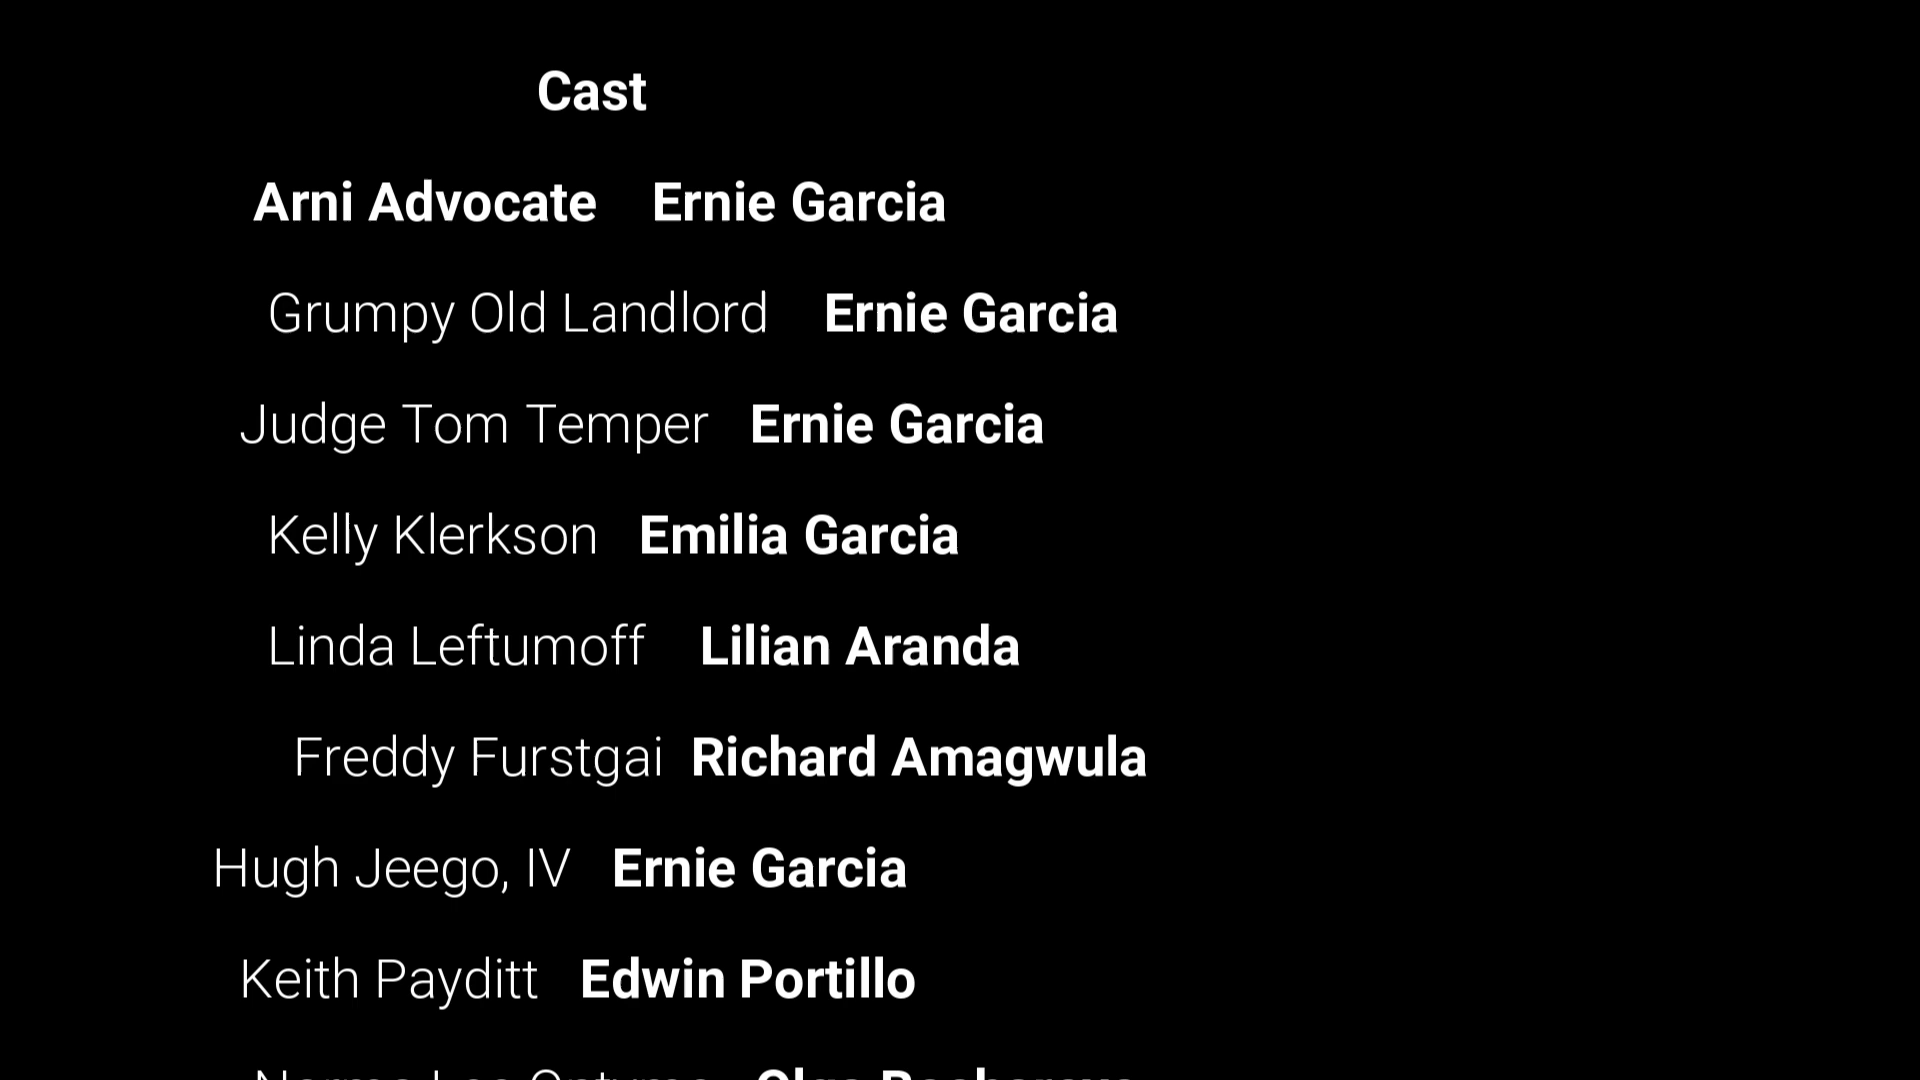 Cast
Arni Advocate Ernie Garcia
Grumpy Old Landlord Ernie Garcia
Judge Tom Temper Ernie Garcia
Kelly Klerkson Emilia Garcia
Linda Leftumoff Lilian Aranda
Freddy Furstgai Richard Amagwula
Hugh Jeego, IV Ernie Garcia
Keith Payditt Edwin Portillo